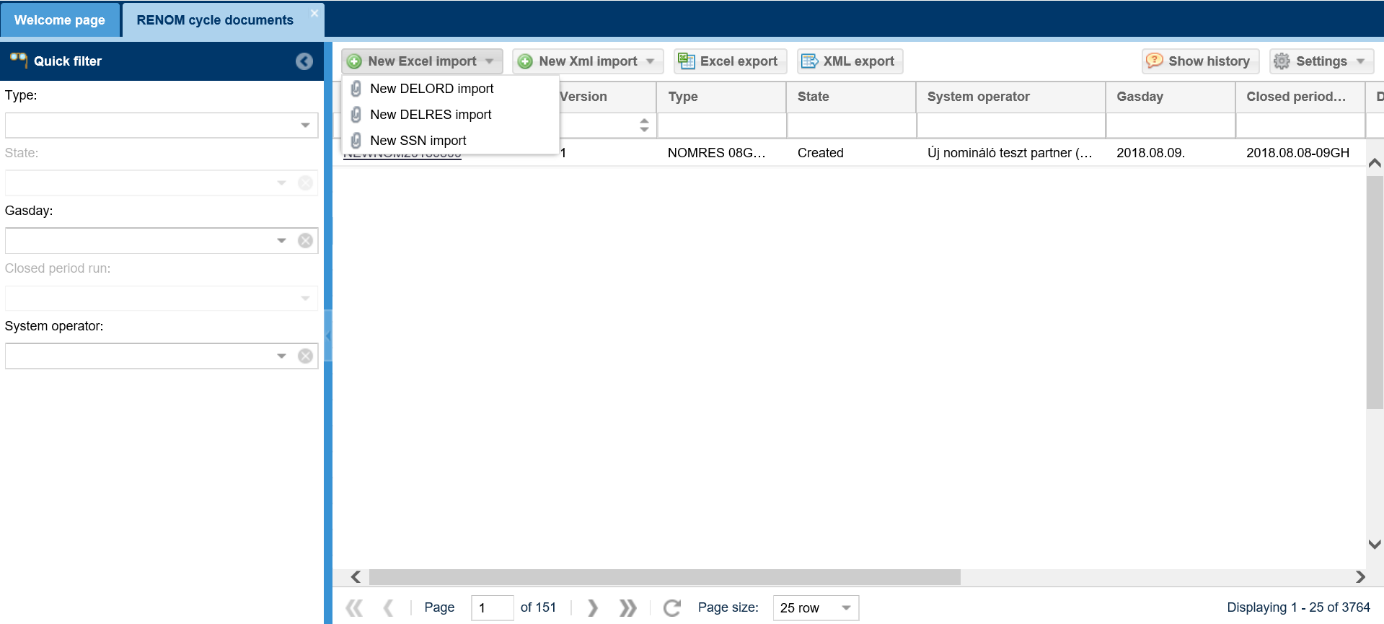 Welcome page
RENOM cycle documents
Quick filter
Type:
State:
Gasday:
Closed period run:
System operator:
New Excel import
New Xml import
Excel export
XML export
Show history
Settings
New DELORD import
New DELRES import
New SSN import
Version
Type
State
System operator
Gasday
Closed period...
1
NOMRES 08G...
Created
Új nomináló teszt partner (...
2018.08.09.
2018.08.08-09GH
Page
1
of 151
Page size:
25 row
Displaying 1 - 25 of 3764